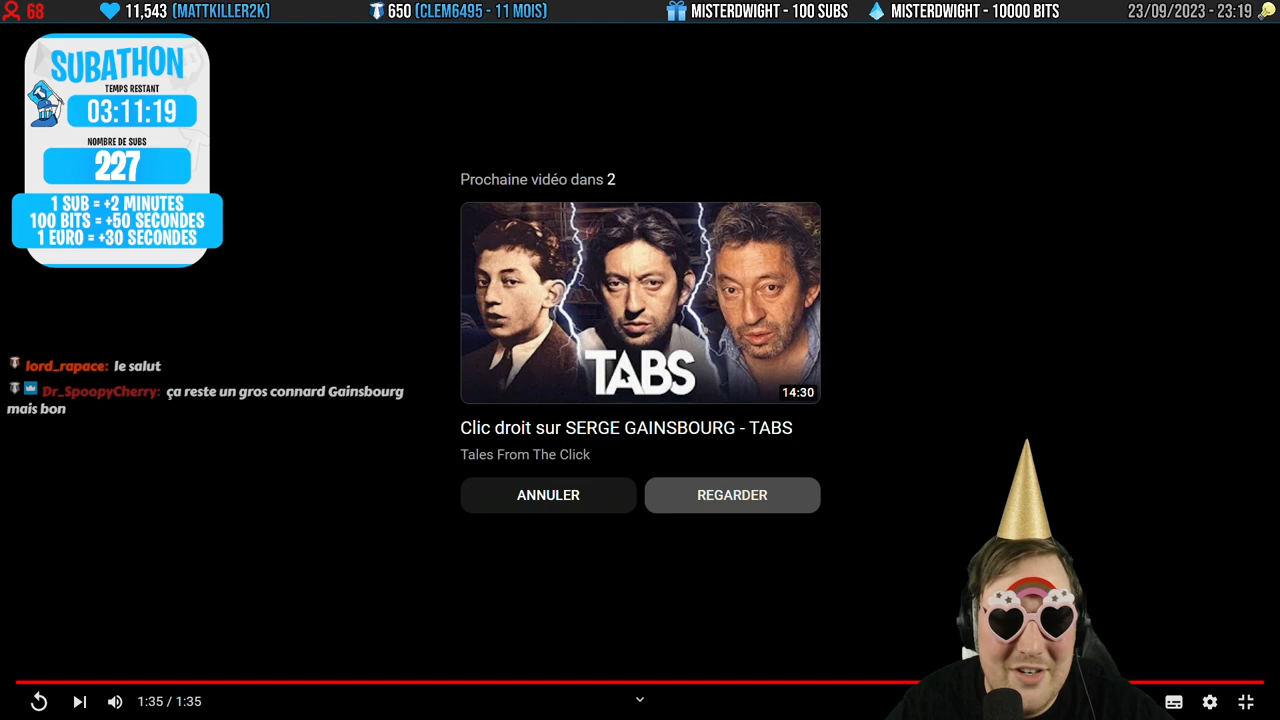 68
11,543 (MATTKILLER2K)
650 (CLEM6495 - 11 MOIS)
MISTERDWIGHT - 100 SUBS
MISTERDWIGHT - 10000 BITS
23/09/2023 - 23:19
SUBATHON
TEMPS RESTANT
03:11:19
NOMBRE DE SUBS
227
1 SUB = +2 MINUTES
100 BITS = +50 SECONDES
1 EURO = +30 SECONDES
Prochaine vidéo dans 2
TABS
14:30
Clic droit sur SERGE GAINSBOURG - TABS
Tales From The Click
ANNULER
REGARDER
lord_rapace: le salut
Dr_SpoopyCherry: ça reste un gros connard Gainsbourg
mais bon
1:35 / 1:35